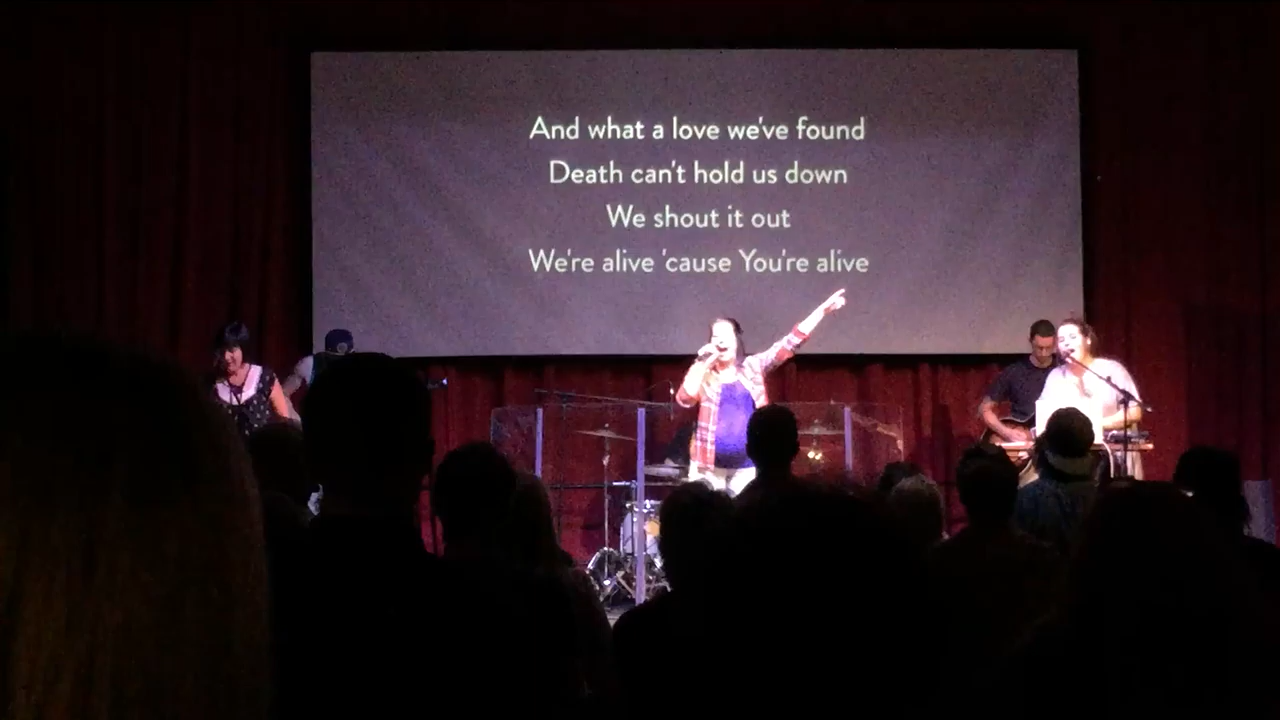 And what a love we've found
Death can't hold us down
We shout it out
We're alive 'cause You're alive